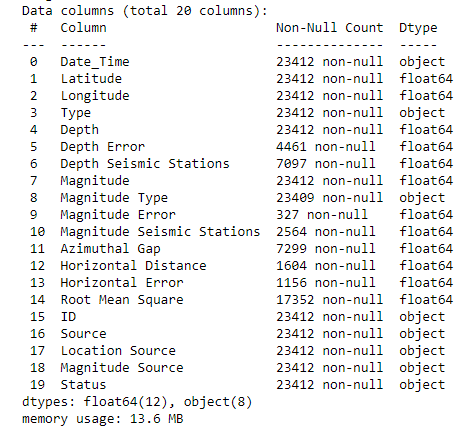 Data columns (total 20 columns):
 #   Column                      Non-Null Count  Dtype
---  ------                      --------------  -----
 0   Date_Time                   23412 non-null  object
 1   Latitude                    23412 non-null  float64
 2   Longitude                   23412 non-null  float64
 3   Type                        23412 non-null  object
 4   Depth                       23412 non-null  float64
 5   Depth Error                 4461 non-null   float64
 6   Depth Seismic Stations      7097 non-null   float64
 7   Magnitude                   23412 non-null  float64
 8   Magnitude Type              23409 non-null  object
 9   Magnitude Error             327 non-null    float64
 10  Magnitude Seismic Stations  2564 non-null   float64
 11  Azimuthal Gap               7299 non-null   float64
 12  Horizontal Distance         1604 non-null   float64
 13  Horizontal Error            1156 non-null   float64
 14  Root Mean Square            17352 non-null  float64
 15  ID                          23412 non-null  object
 16  Source                      23412 non-null  object
 17  Location Source             23412 non-null  object
 18  Magnitude Source            23412 non-null  object
 19  Status                      23412 non-null  object
dtypes: float64(12), object(8)
memory usage: 13.6 MB